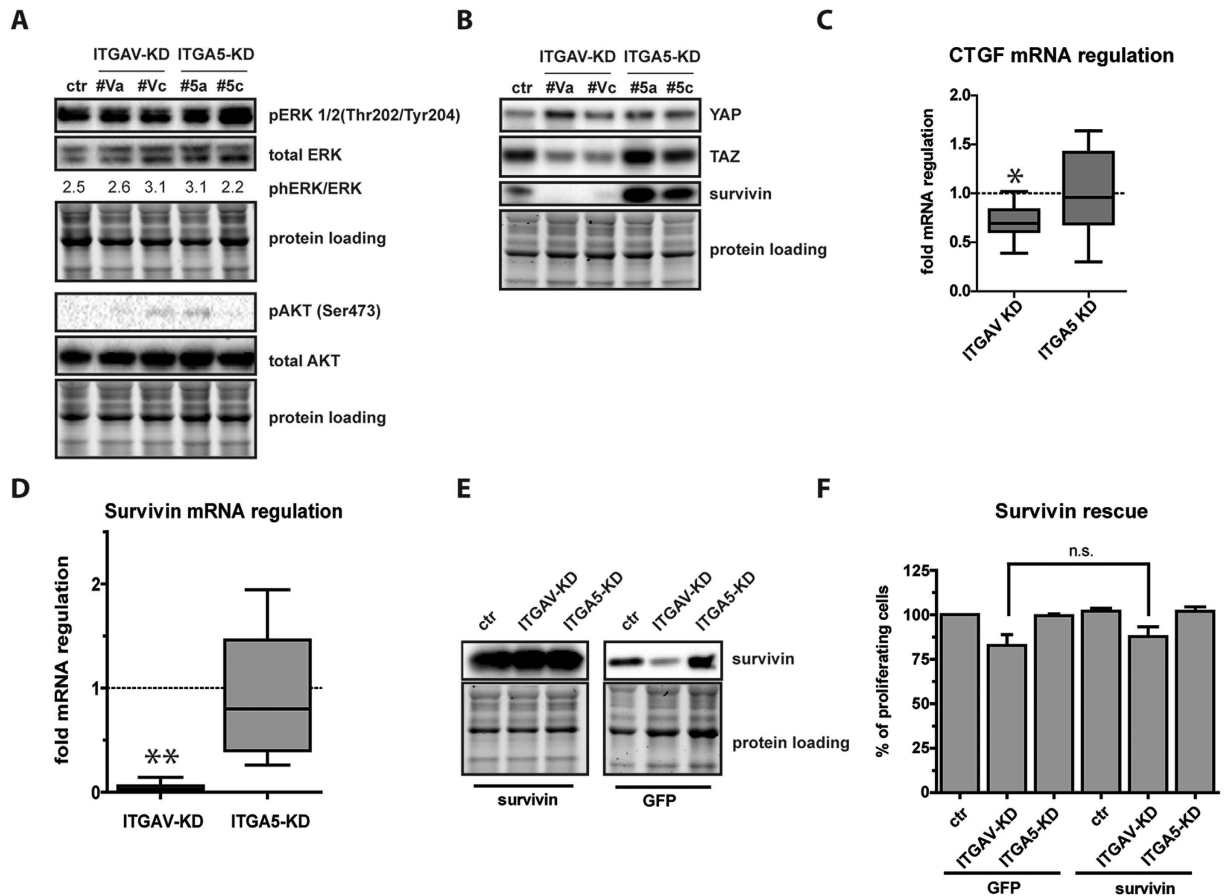 A
ITGAV-KD ITGA5-KD
ctr #Va #Vc #5a #5c
pERK 1/2(Thr202/Tyr204)
total ERK
2.5 2.6 3.1 3.1 2.2 phERK/ERK
protein loading
pAKT (Ser473)
total AKT
protein loading
B
ITGAV-KD ITGA5-KD
ctr #Va #Vc #5a #5c
YAP
TAZ
survivin
protein loading
C
CTGF mRNA regulation
fold mRNA regulation
2.0
1.5
1.0
0.5
0.0
*
ITGAV KD ITGA5 KD
D
Survivin mRNA regulation
fold mRNA regulation
2
1
0
**
ITGAV-KD ITGA5-KD
E
ctr ITGAV-KD ITGA5-KD ctr ITGAV-KD ITGA5-KD
survivin
protein loading
survivin GFP
F
Survivin rescue
n.s.
% of proliferating cells
125
100
75
50
25
0
ctr ITGAV-KD ITGA5-KD ctr ITGAV-KD ITGA5-KD
GFP survivin